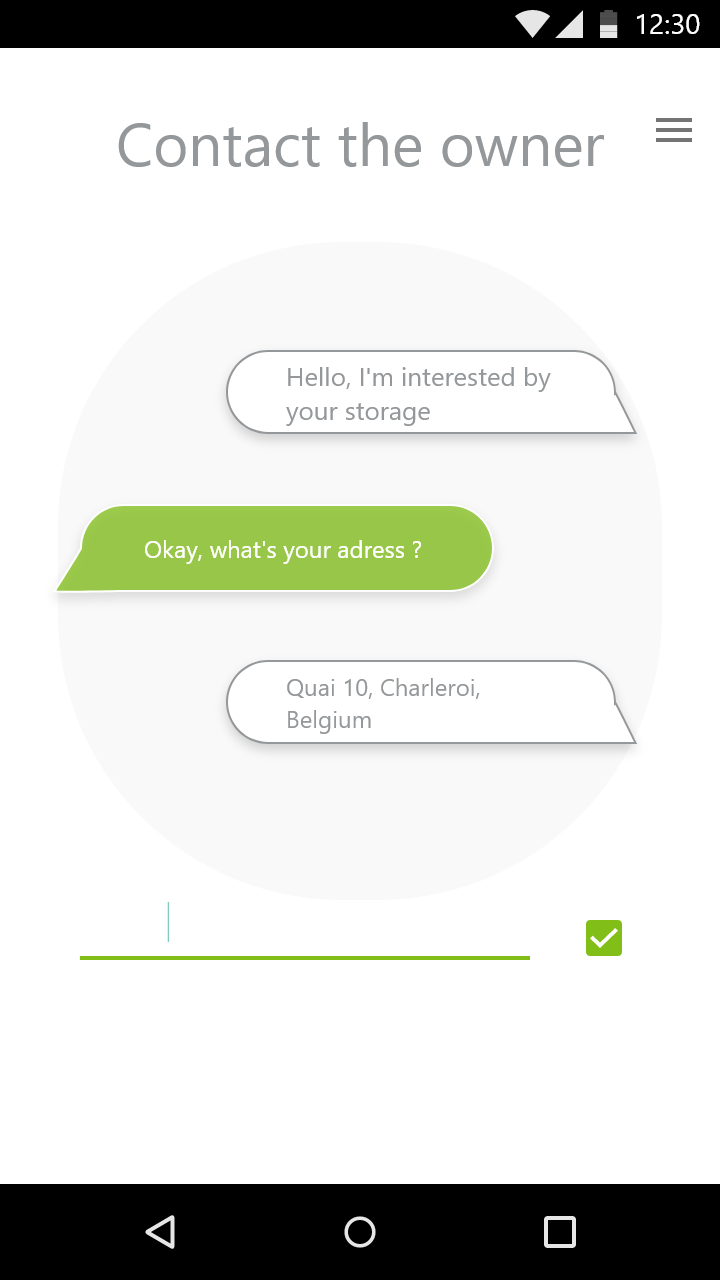 12:30
Contact the owner
Hello, I'm interested by
your storage
Okay, what's your adress ?
Quai 10, Charleroi,
Belgium